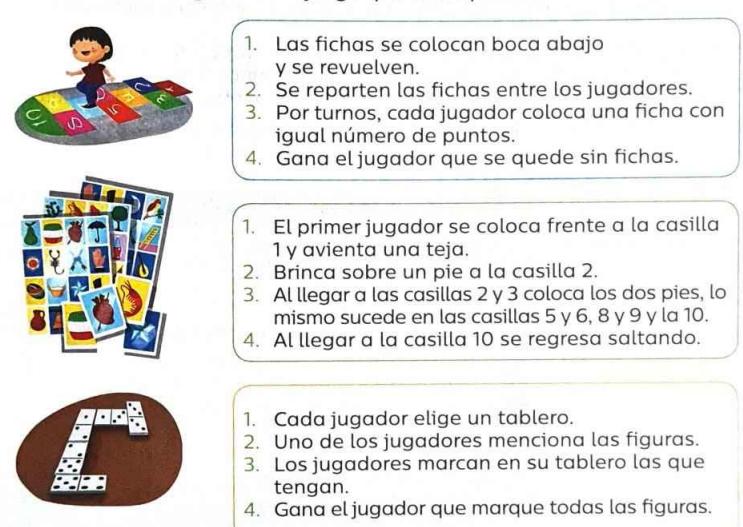 1. Las fichas se colocan boca abajo
y se revuelven.
2. Se reparten las fichas entre los jugadores.
3. Por turnos, cada jugador coloca una ficha con
igual número de puntos.
4. Gana el jugador que se quede sin fichas.
1. El primer jugador se coloca frente a la casilla
1 y avienta una teja.
2. Brinca sobre un pie a la casilla 2.
3. Al llegar a las casillas 2 y 3 coloca los dos pies, lo
mismo sucede en las casillas 5 y 6, 8 y 9 y la 10.
4. Al llegar a la casilla 10 se regresa saltando.
1. Cada jugador elige un tablero.
2. Uno de los jugadores menciona las figuras.
3. Los jugadores marcan en su tablero las que
tengan.
4. Gana el jugador que marque todas las figuras.